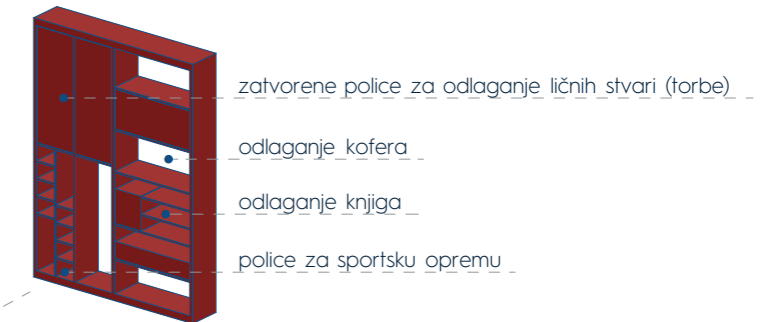 zatvorene police za odlaganje ličnih stvari (torbe)
odlaganje kofera
odlaganje knjiga
police za sportsku opremu